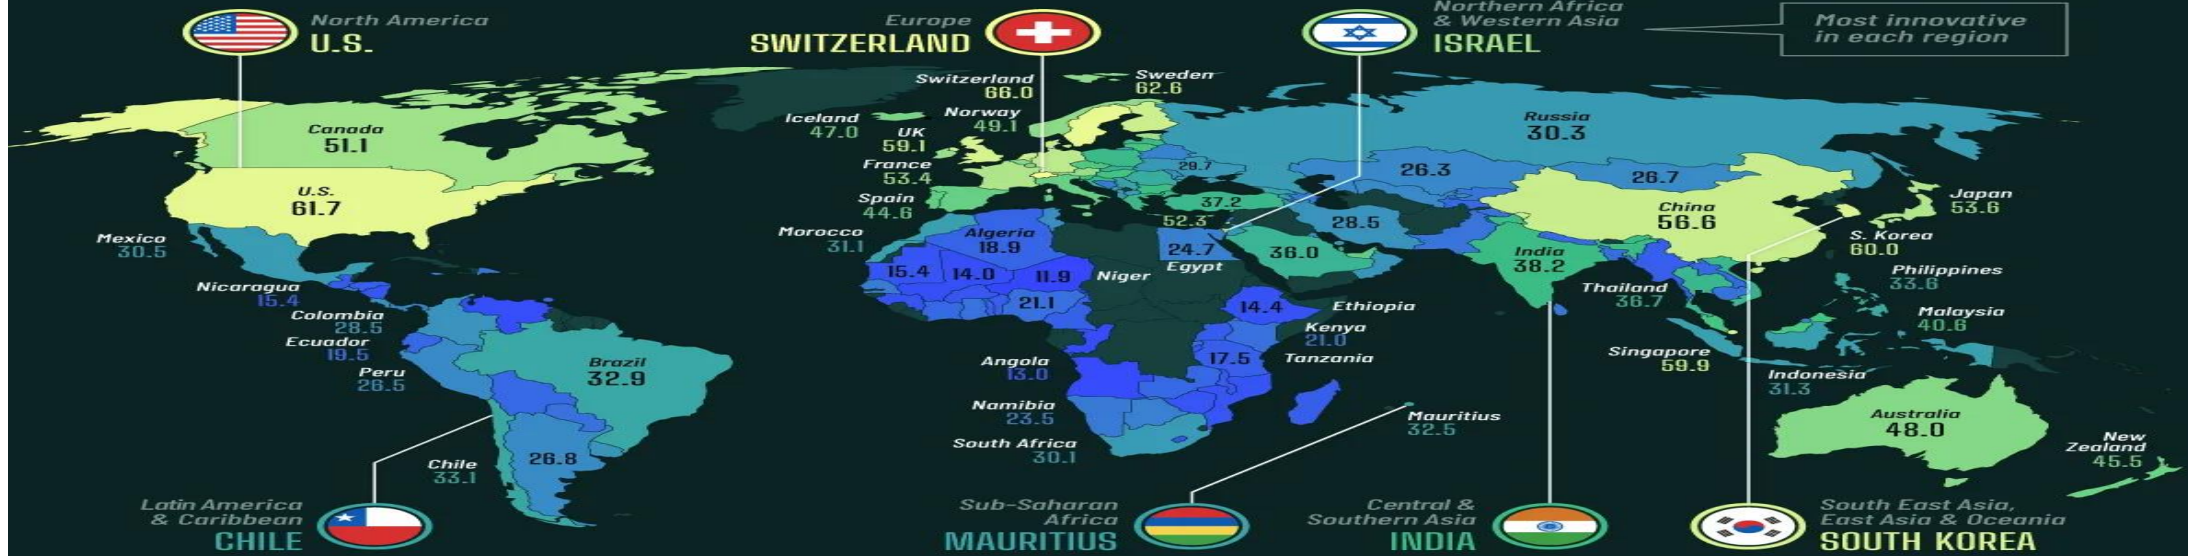 North America
U.S.
Europe
SWITZERLAND
Northern Africa
& Western Asia
ISRAEL
Most innovative
in each region
Switzerland
66.0
Sweden
62.6
Iceland
47.0
Norway
49.1
UK
59.1
France
53.4
Spain
44.6
Canada
51.1
U.S.
61.7
Mexico
30.5
Nicaragua
15.4
Colombia
28.5
Ecuador
19.5
Peru
26.5
Brazil
32.9
26.8
Chile
33.1
Morocco
31.1
Algeria
18.9
15.4
14.0
11.9
Niger
21.1
24.7
Egypt
14.4
Ethiopia
Kenya
21.0
17.5
Tanzania
Angola
13.0
Namibia
23.5
South Africa
30.1
Mauritius
32.5
Russia
30.3
29.7
26.3
26.7
37.2
52.3
28.5
36.0
China
56.6
India
38.2
Japan
53.6
S. Korea
60.0
Philippines
33.6
Thailand
36.7
Malaysia
40.6
Singapore
59.9
Indonesia
31.3
Australia
48.0
New
Zealand
45.5
Latin America
& Caribbean
CHILE
Sub-Saharan
Africa
MAURITIUS
Central &
Southern Asia
INDIA
South East Asia,
East Asia & Oceania
SOUTH KOREA